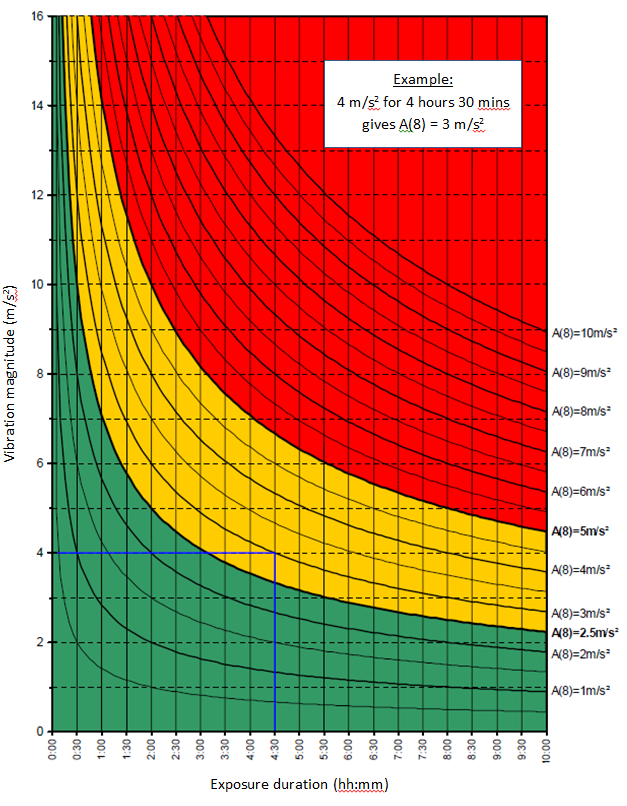 16
14
12
10
8
6
4
2
0
Vibration magnitude (m/s²)
Example:
4 m/s² for 4 hours 30 mins
gives A(8) = 3 m/s²
A(8)=10m/s²
A(8)=9m/s²
A(8)=8m/s²
A(8)=7m/s²
A(8)=6m/s²
A(8)=5m/s²
A(8)=4m/s²
A(8)=3m/s²
A(8)=2.5m/s²
A(8)=2m/s²
A(8)=1m/s²
0:00
0:30
1:00
1:30
2:00
2:30
3:00
3:30
4:00
4:30
5:00
5:30
6:00
6:30
7:00
7:30
8:00
8:30
9:00
9:30
10:00
Exposure duration (hh:mm)